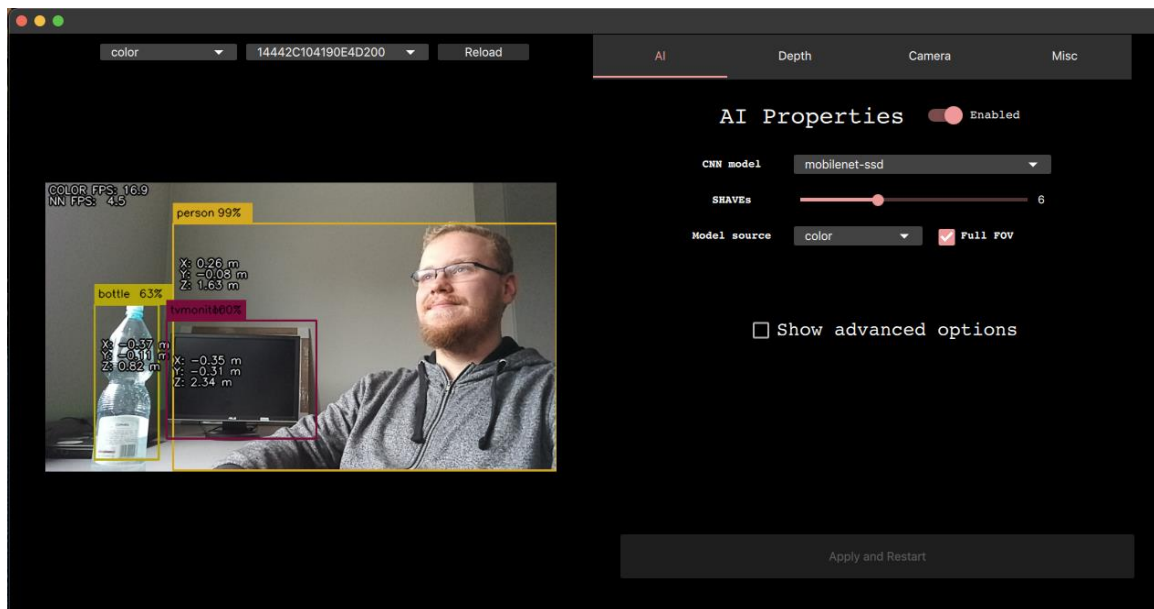 color 14442C104190E4D200 Reload
AI Depth Camera Misc
AI Properties Enabled
CNN model mobilenet-ssd
SHAVEs 6
Model source color Full FOV
Show advanced options
Apply and Restart
COLOR FPS: 16.9
NN FPS: 4.5
person 99%
X: 0.26 m
Y: -0.08 m
Z: 1.63 m
bottle 63%
X: -0.37 m
Y: -0.11 m
Z: 0.82 m
tvmonitor 100%
X: -0.35 m
Y: -0.31 m
Z: 2.34 m